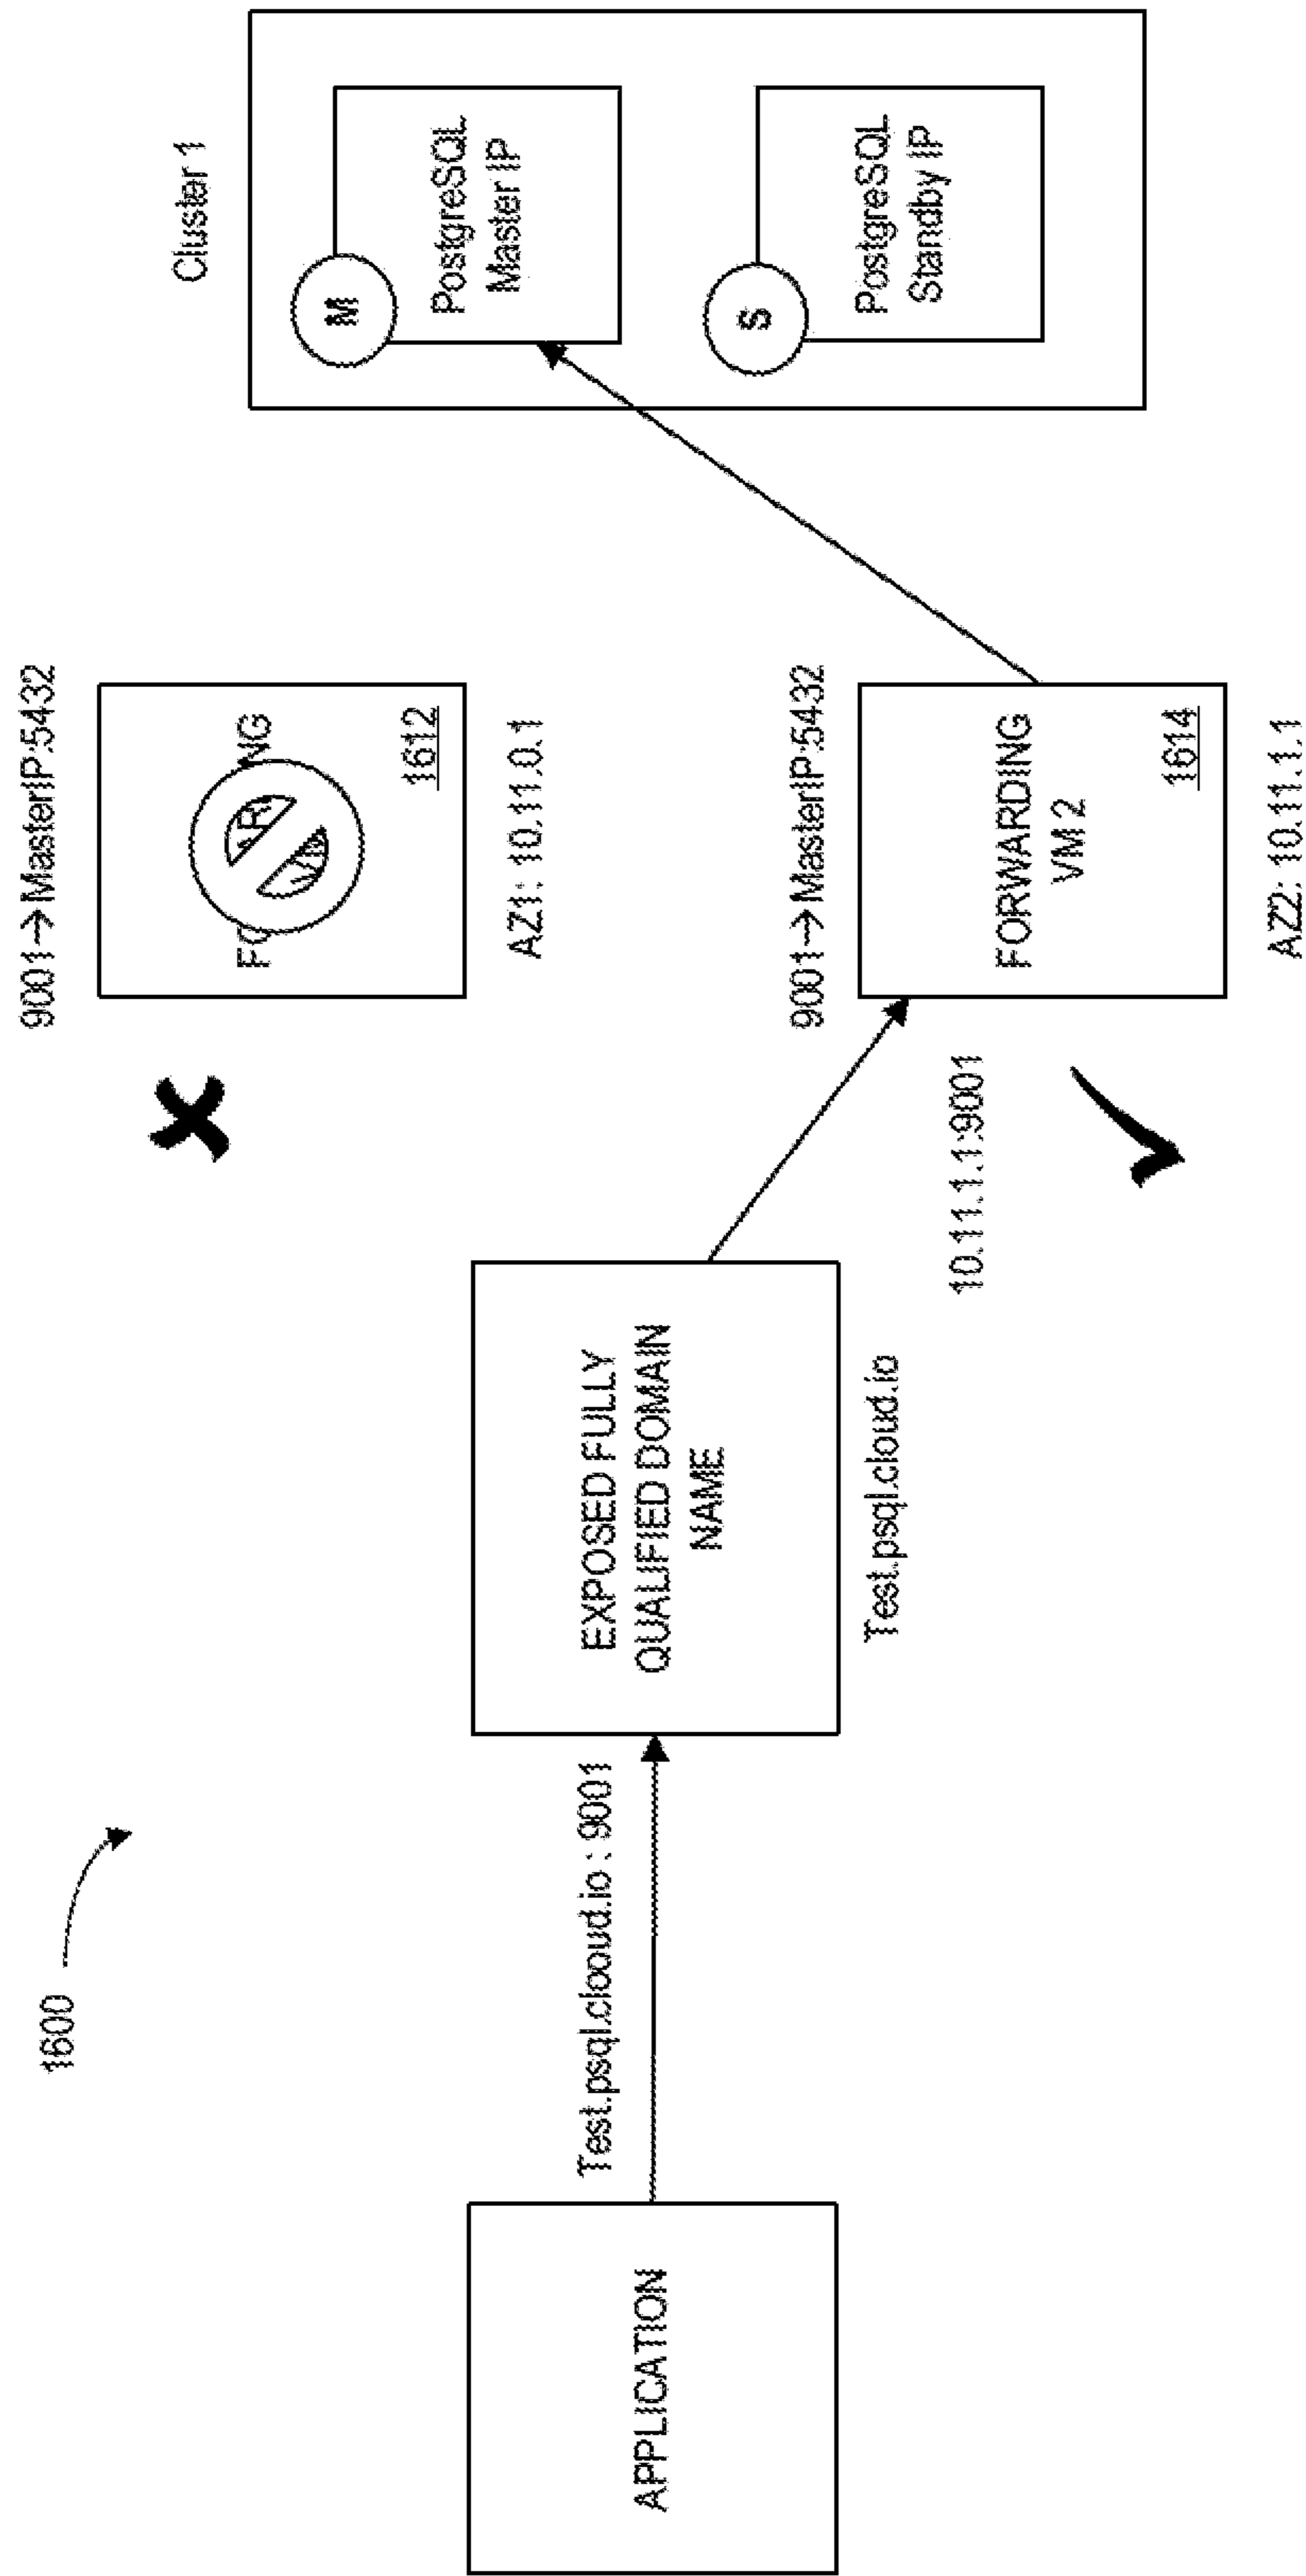 1600
Test.psql.clooud.io : 9001
APPLICATION
EXPOSED FULLY
QUALIFIED DOMAIN
NAME
Test.psql.cloud.io
10.11.1.1:9001
9001→MasterIP:5432
1612
AZ1: 10.11.0.1
9001→MasterIP:5432
FORWARDING
VM 2
1614
AZ2: 10.11.1.1
Cluster 1
M
PostgreSQL
Master IP
S
PostgreSQL
Standby IP